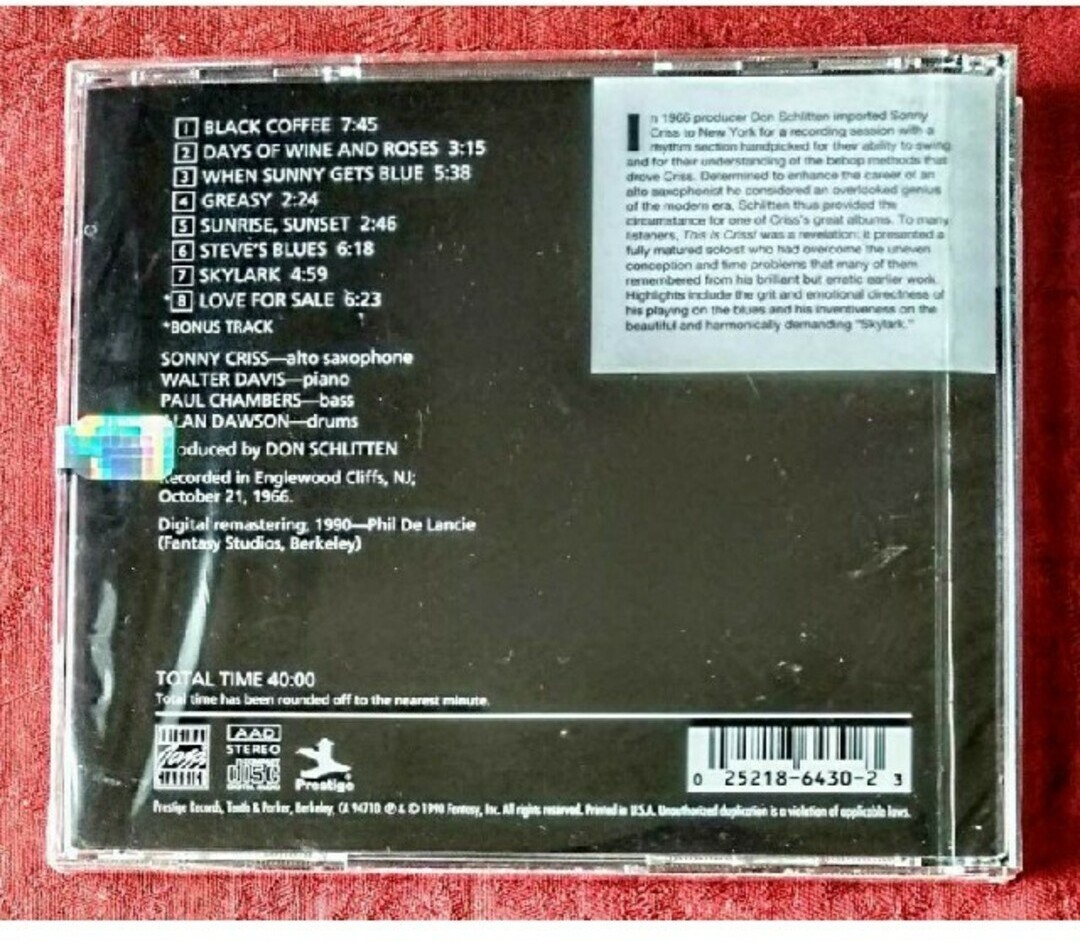 1 BLACK COFFEE 7:45
2 DAYS OF WINE AND ROSES 3:15
3 WHEN SUNNY GETS BLUE 5:38
4 GREASY 2:24
5 SUNRISE, SUNSET 2:46
6 STEVE'S BLUES 6:18
7 SKYLARK 4:59
*8 LOVE FOR SALE 6:23
*BONUS TRACK
SONNY CRISS—alto saxophone
WALTER DAVIS—piano
PAUL CHAMBERS—bass
ALAN DAWSON—drums
oduced by DON SCHLITTEN
ecorded in Englewood Cliffs, NJ;
October 21, 1966.
Digital remastering, 1990—Phil De Lancie
(Fantasy Studios, Berkeley)
In 1966 producer Don Schlitten imported Sonny
Criss to New York for a recording session with a
rhythm section handpicked for their ability to swing
and for their understanding of the bebop methods that
drove Criss. Determined to enhance the career of an
alto saxophonist he considered an overlooked genius
of the modern era, Schlitten thus provided the
circumstance for one of Criss's great albums. To many
listeners, This is Criss! was a revelation: it presented a
fully matured soloist who had overcome the uneven
conception and time problems that many of them
remembered from his brilliant but erratic earlier work.
Highlights include the grit and emotional directness of
his playing on the blues and his inventiveness on the
beautiful and harmonically demanding "Skylark."
TOTAL TIME 40:00
Total time has been rounded off to the nearest minute.
AAD
STEREO
COMPACT
DISC
DIGITAL AUDIO
Prestige
0 25218-6430-2 3
Prestige Records, Tenth & Parker, Berkeley, CA 94710. ℗ & © 1990 Fantasy, Inc. All rights reserved. Printed in U.S.A. Unauthorized duplication is a violation of applicable laws.